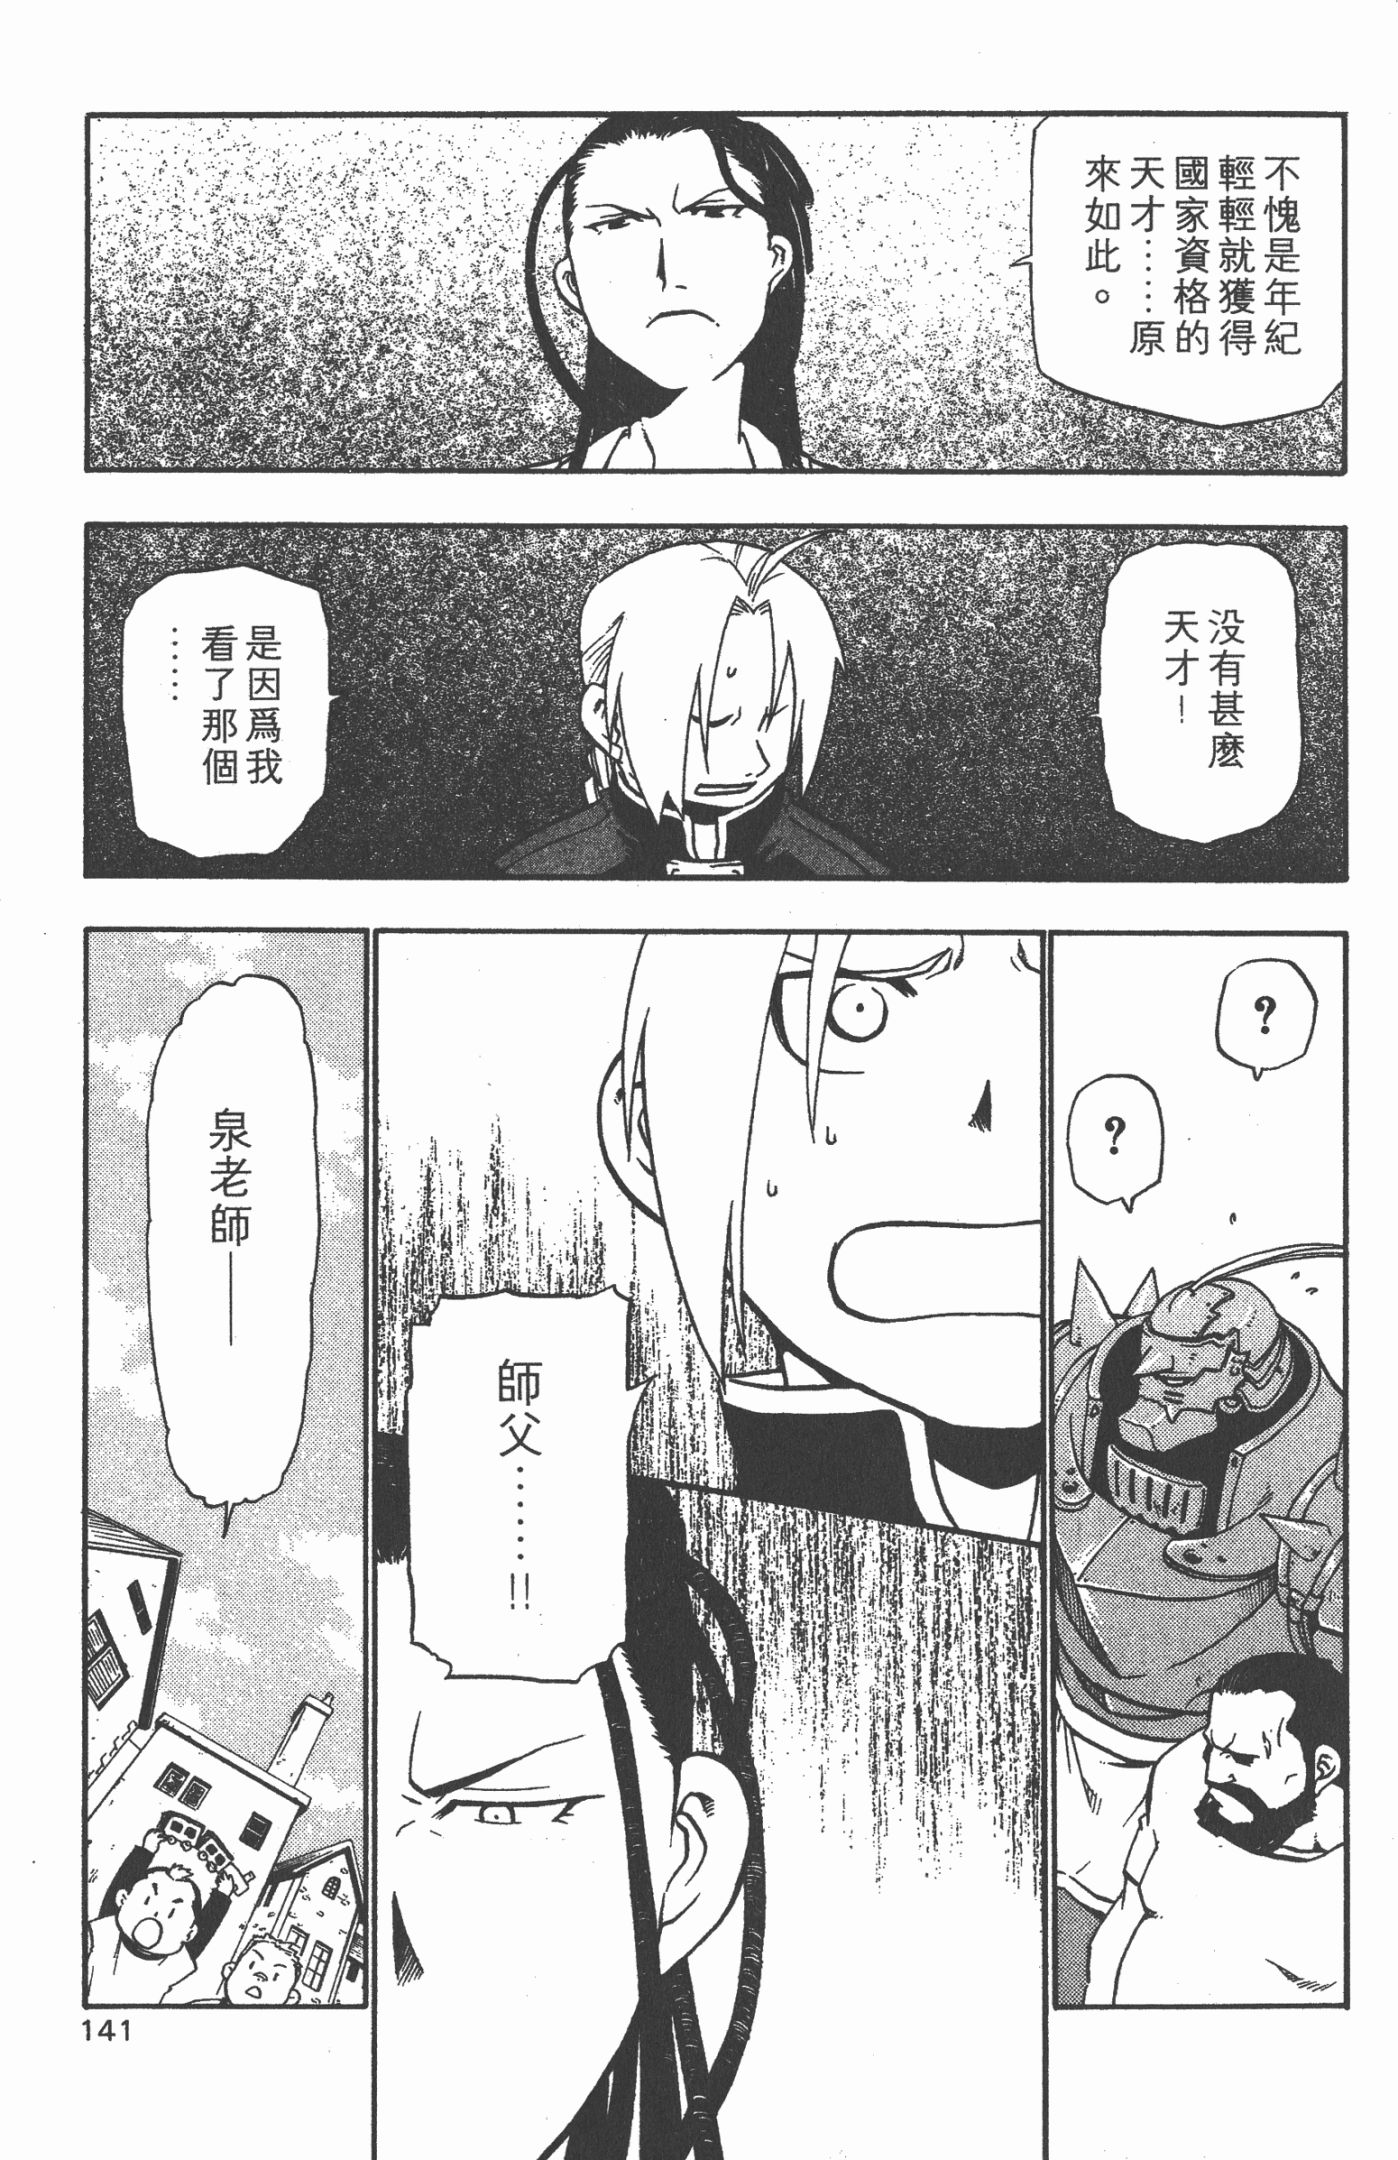 不愧是年紀
輕輕就獲得
國家資格的
天才……原
來如此。
没有甚麽
天才！
是因爲我
看了那個
……
？
？
師父……!!
泉老師——
141